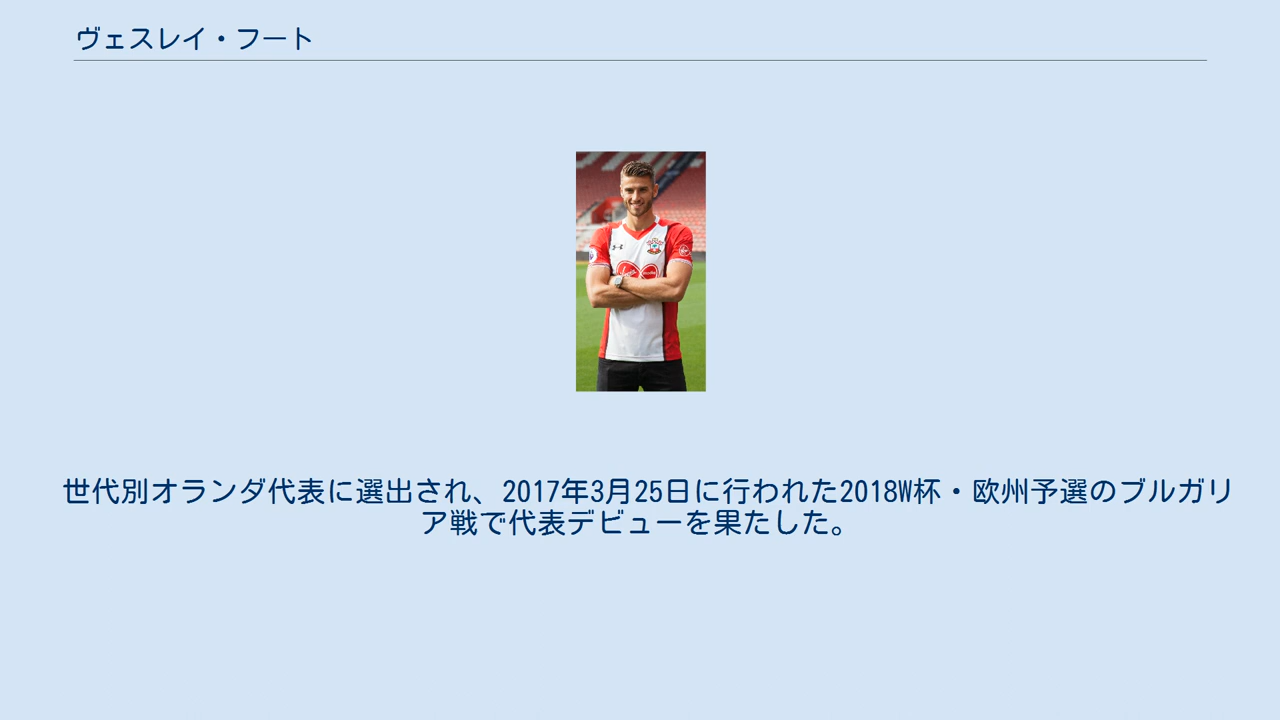 ヴェスレイ・フート
世代別オランダ代表に選出され、2017年3月25日に行われた2018W杯・欧州予選のブルガリ
ア戦で代表デビューを果たした。